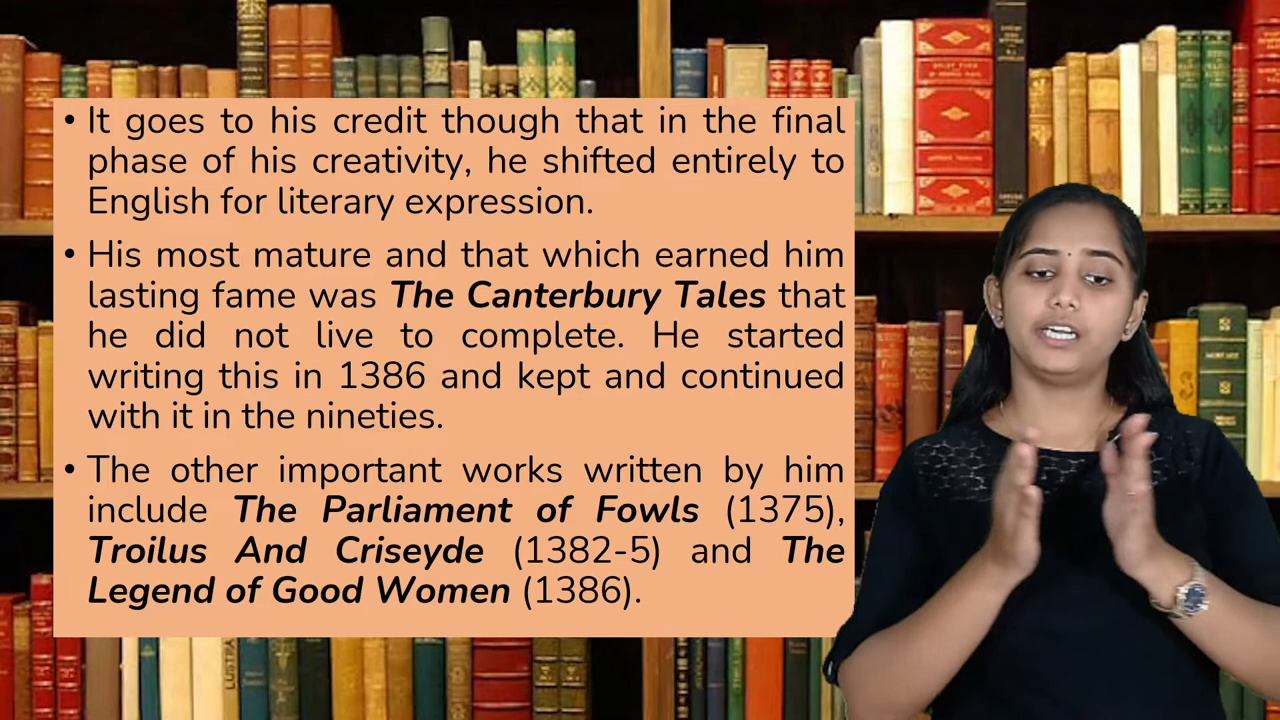 • It goes to his credit though that in the final
phase of his creativity, he shifted entirely to
English for literary expression.
• His most mature and that which earned him
lasting fame was The Canterbury Tales that
he did not live to complete. He started
writing this in 1386 and kept and continued
with it in the nineties.
• The other important works written by him
include The Parliament of Fowls (1375),
Troilus And Criseyde (1382-5) and The
Legend of Good Women (1386).